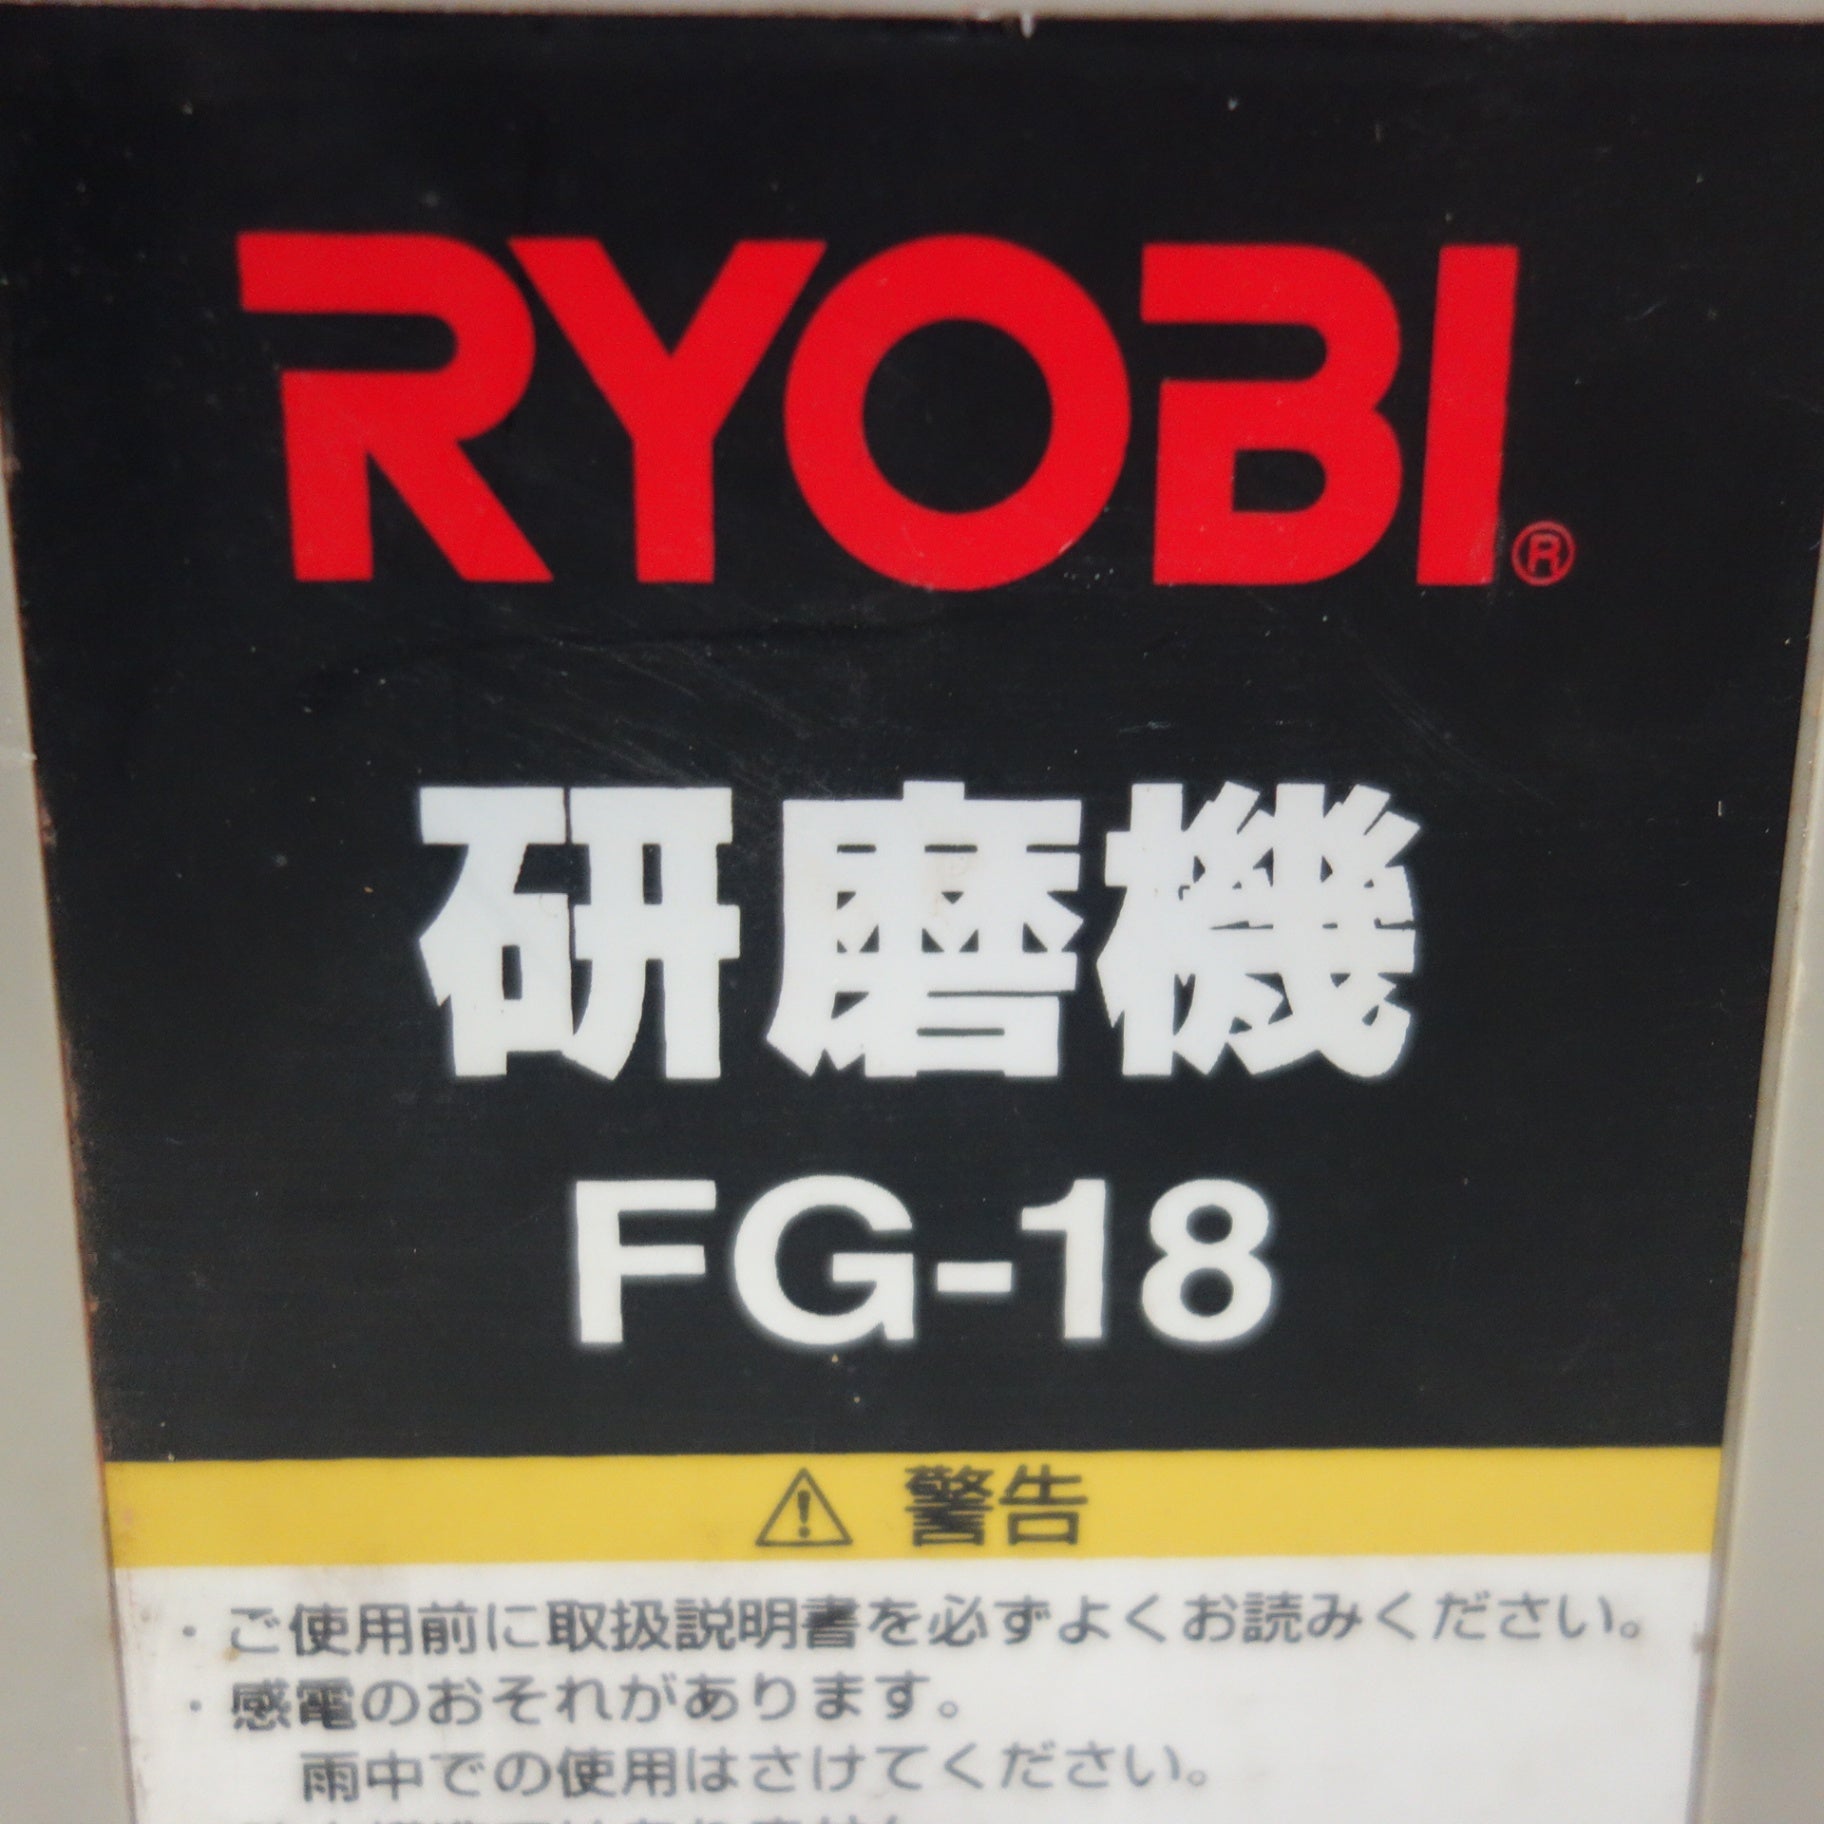 RYOBI®
研磨機
FG-18
⚠ 警告
・ご使用前に取扱説明書を必ずよくお読みください。
・感電のおそれがあります。
雨中での使用はさけてください。